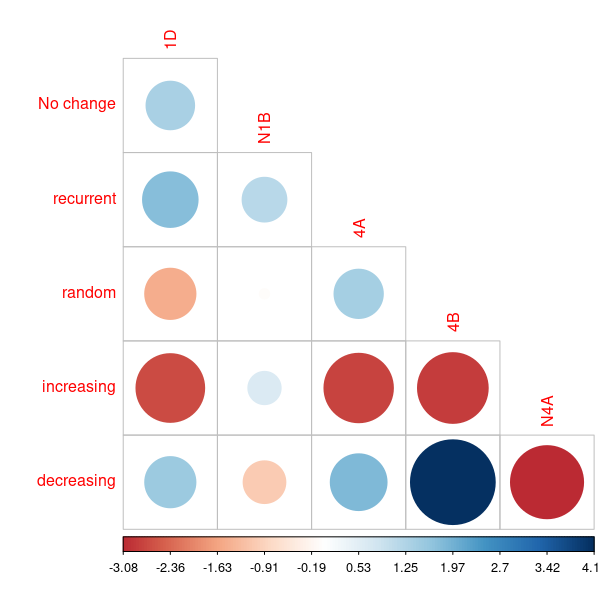 1D
No change
N1B
recurrent
4A
random
4B
increasing
N4A
decreasing
-3.08 -2.36 -1.63 -0.91 -0.19 0.53 1.25 1.97 2.7 3.42 4.1